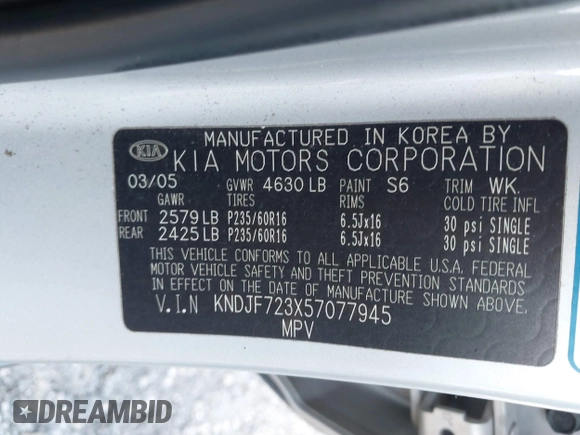 MANUFACTURED IN KOREA BY
KIA KIA MOTORS CORPORATION
03/05 GVWR 4630 LB PAINT S6 TRIM WK.
GAWR TIRES RIMS COLD TIRE INFL
FRONT 2579 LB P235/60R16 6.5Jx16 30 psi SINGLE
REAR 2425 LB P235/60R16 6.5Jx16 30 psi SINGLE
THIS VEHICLE CONFORMS TO ALL APPLICABLE U.S.A. FEDERAL
MOTOR VEHICLE SAFETY AND THEFT PREVENTION STANDARDS
IN EFFECT ON THE DATE OF MANUFACTURE SHOWN ABOVE.
V.I.N KNDJF723X57077945
MPV
DREAMBID